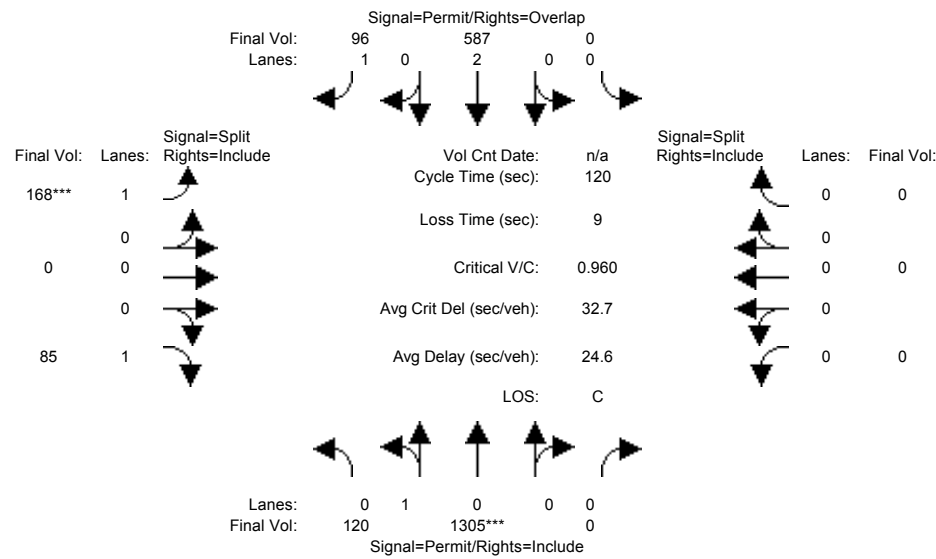 Signal=Permit/Rights=Overlap
Final Vol: 96 587 0
Lanes: 1 0 2 0 0
Signal=Split
Final Vol: Lanes: Rights=Include
Vol Cnt Date: n/a
Signal=Split
Rights=Include Lanes: Final Vol:
Cycle Time (sec): 120
168*** 1
0 0
Loss Time (sec): 9
0
0
0 0
Critical V/C: 0.960
0 0
0
Avg Crit Del (sec/veh): 32.7
0
85 1
Avg Delay (sec/veh): 24.6
0 0
LOS: C
Lanes: 0 1 0 0 0
Final Vol: 120 1305*** 0
Signal=Permit/Rights=Include